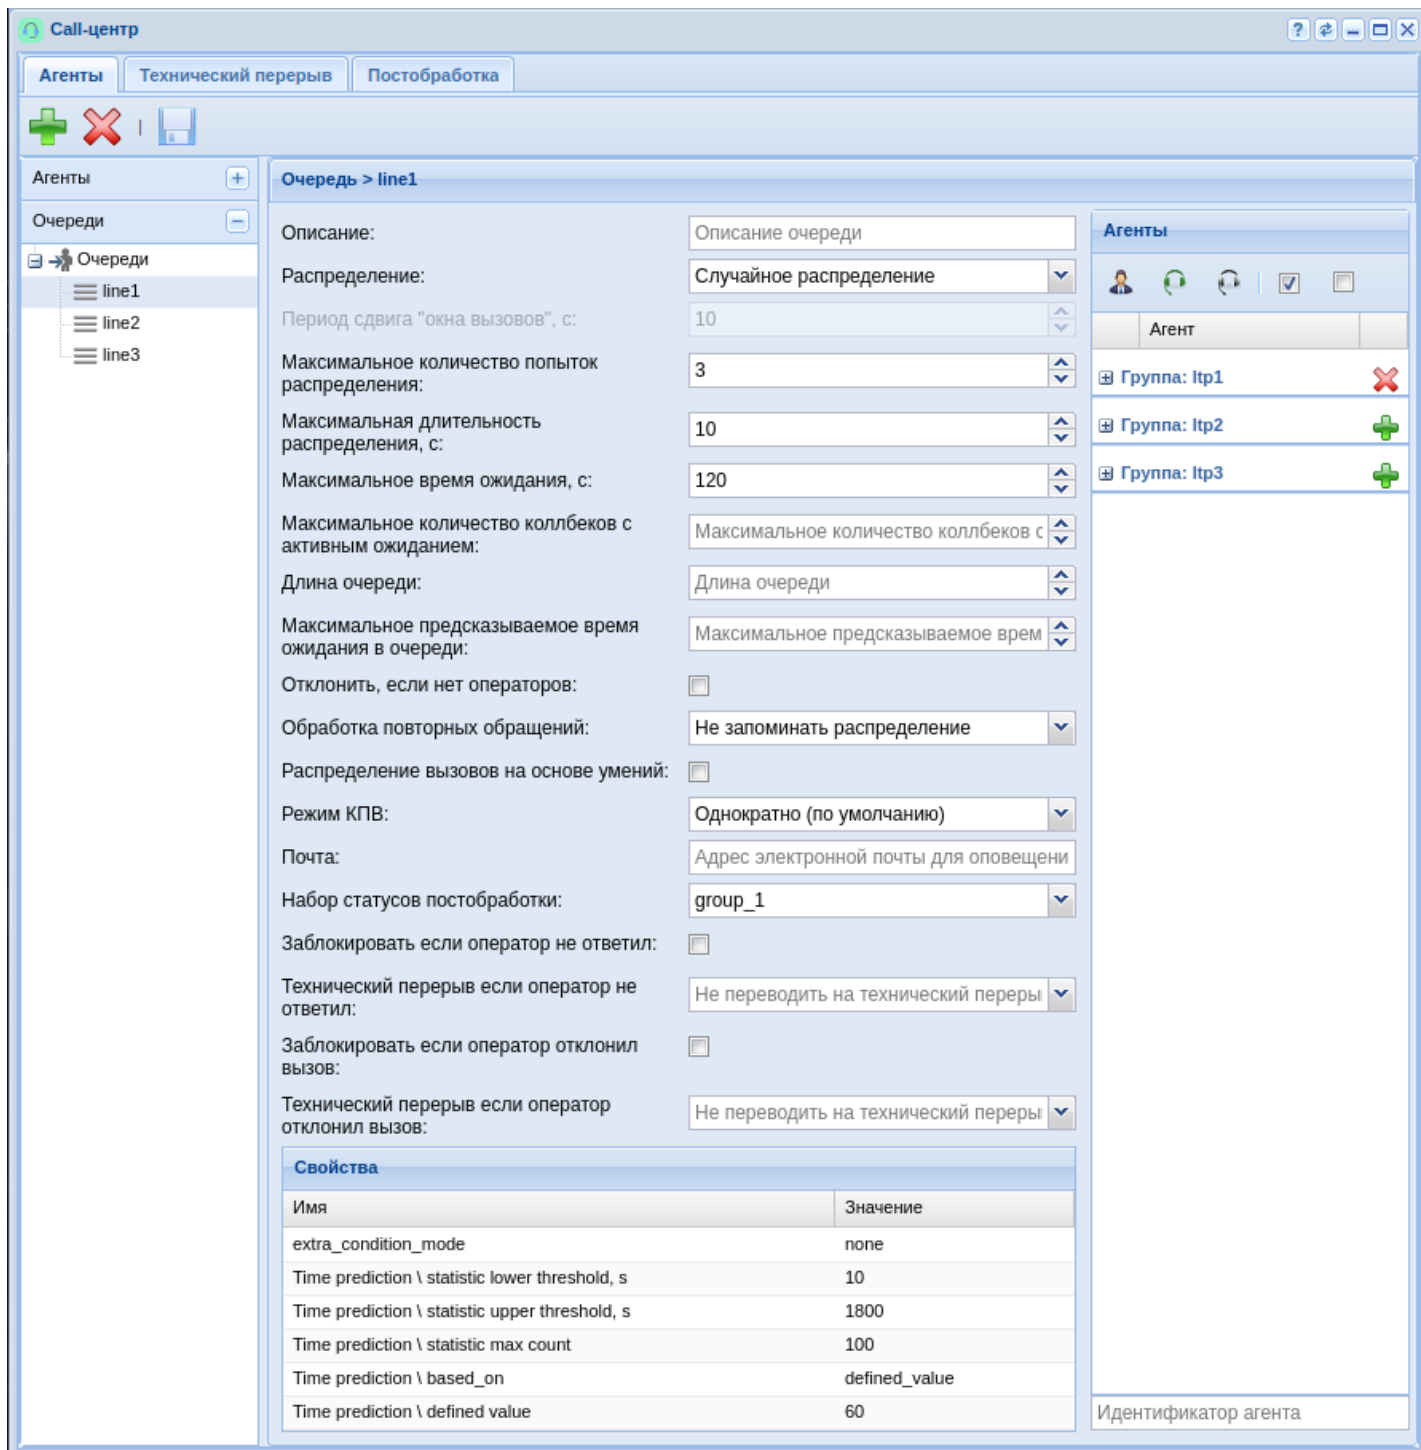 Call-центр
Агенты
Технический перерыв
Постобработка
Агенты
Очереди
Очереди
line1
line2
line3
Очередь > line1
Описание:
Описание очереди
Распределение:
Случайное распределение
Период сдвига "окна вызовов", с:
10
Максимальное количество попыток
распределения:
3
Максимальная длительность
распределения, с:
10
Максимальное время ожидания, с:
120
Максимальное количество коллбеков с
активным ожиданием:
Максимальное количество коллбеков с
Длина очереди:
Длина очереди
Максимальное предсказываемое время
ожидания в очереди:
Максимальное предсказываемое врем
Отклонить, если нет операторов:
Обработка повторных обращений:
Не запоминать распределение
Распределение вызовов на основе умений:
Режим КПВ:
Однократно (по умолчанию)
Почта:
Адрес электронной почты для оповещени
Набор статусов постобработки:
group_1
Заблокировать если оператор не ответил:
Технический перерыв если оператор не
ответил:
Не переводить на технический переры
Заблокировать если оператор отклонил
вызов:
Технический перерыв если оператор
отклонил вызов:
Не переводить на технический переры
Свойства
Имя
Значение
extra_condition_mode
none
Time prediction \ statistic lower threshold, s
10
Time prediction \ statistic upper threshold, s
1800
Time prediction \ statistic max count
100
Time prediction \ based_on
defined_value
Time prediction \ defined value
60
Агенты
Агент
Группа: ltp1
Группа: ltp2
Группа: ltp3
Идентификатор агента